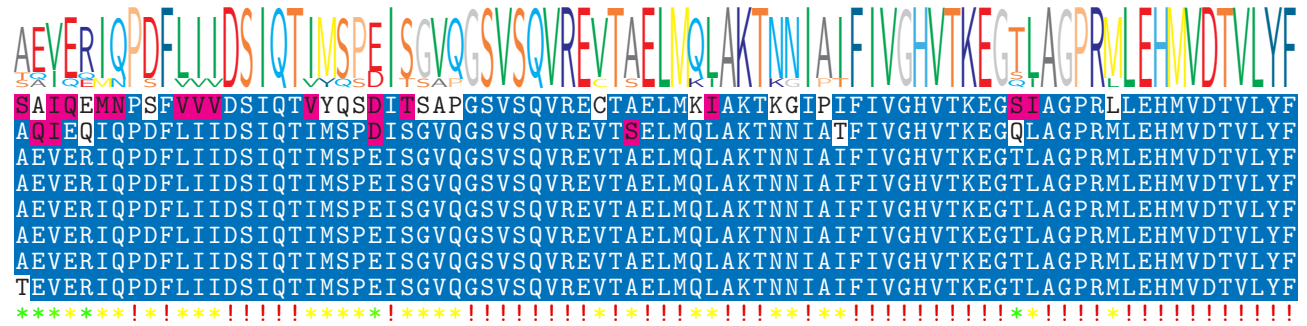 AEVERIQPDFLIIDSIQTIMSPEISGVQGSVSQVREVTAELMQLAKTNNIAIFIVGHVTKEGTLAGPRMLEHMVDTVLYF
SAIQEMNPSFVVVDSIQTVYQSDITSAPGSVSQVRECTAELMKIAKTKGIPIFIVGHVTKEGSIAGPRLLEHMVDTVLYF
AQIEQIQPDFLIIDSIQTIMSPDISGVQGSVSQVREVTSELMQLAKTNNIATFIVGHVTKEGQLAGPRMLEHMVDTVLYF
AEVERIQPDFLIIDSIQTIMSPEISGVQGSVSQVREVTAELMQLAKTNNIAIFIVGHVTKEGTLAGPRMLEHMVDTVLYF
AEVERIQPDFLIIDSIQTIMSPEISGVQGSVSQVREVTAELMQLAKTNNIAIFIVGHVTKEGTLAGPRMLEHMVDTVLYF
AEVERIQPDFLIIDSIQTIMSPEISGVQGSVSQVREVTAELMQLAKTNNIAIFIVGHVTKEGTLAGPRMLEHMVDTVLYF
AEVERIQPDFLIIDSIQTIMSPEISGVQGSVSQVREVTAELMQLAKTNNIAIFIVGHVTKEGTLAGPRMLEHMVDTVLYF
AEVERIQPDFLIIDSIQTIMSPEISGVQGSVSQVREVTAELMQLAKTNNIAIFIVGHVTKEGTLAGPRMLEHMVDTVLYF
TEVERIQPDFLIIDSIQTIMSPEISGVQGSVSQVREVTAELMQLAKTNNIAIFIVGHVTKEGTLAGPRMLEHMVDTVLYF
*******!*!***!!!!!*****!****!!!!!!!!*!*!!!**!!!**!**!!!!!!!!!!**!!!!*!!!!!!!!!!!